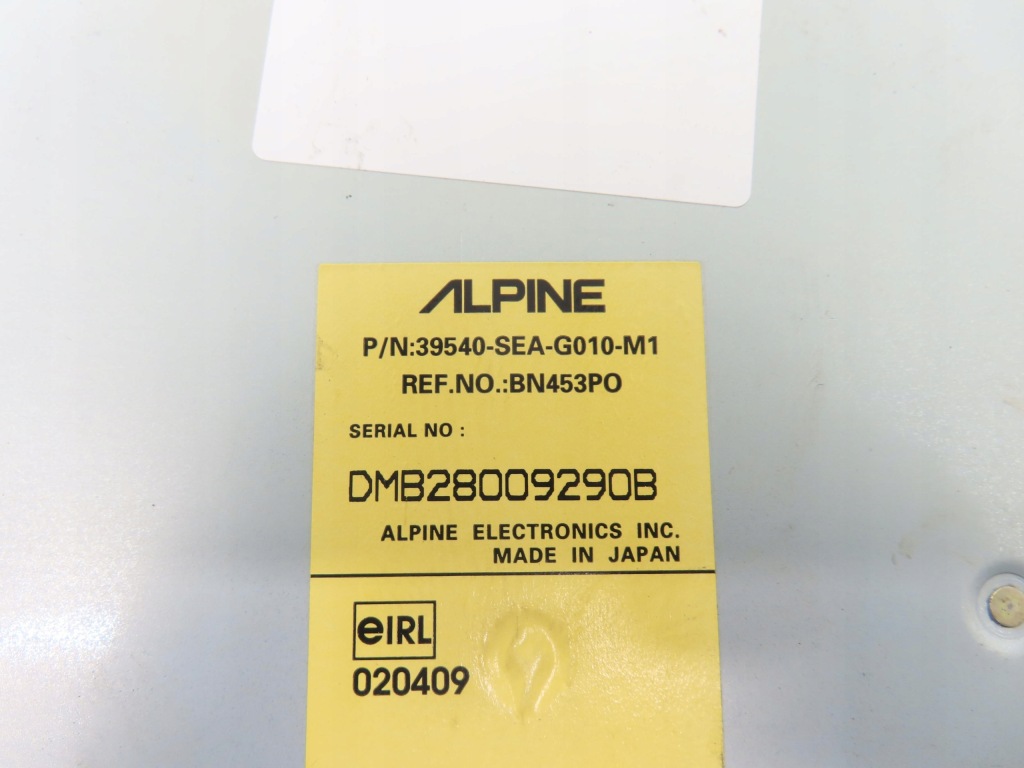 ALPINE
P/N:39540-SEA-G010-M1
REF.NO.:BN453PO
SERIAL NO :
DMB28009290B
ALPINE ELECTRONICS INC.
MADE IN JAPAN
eIRL
020409